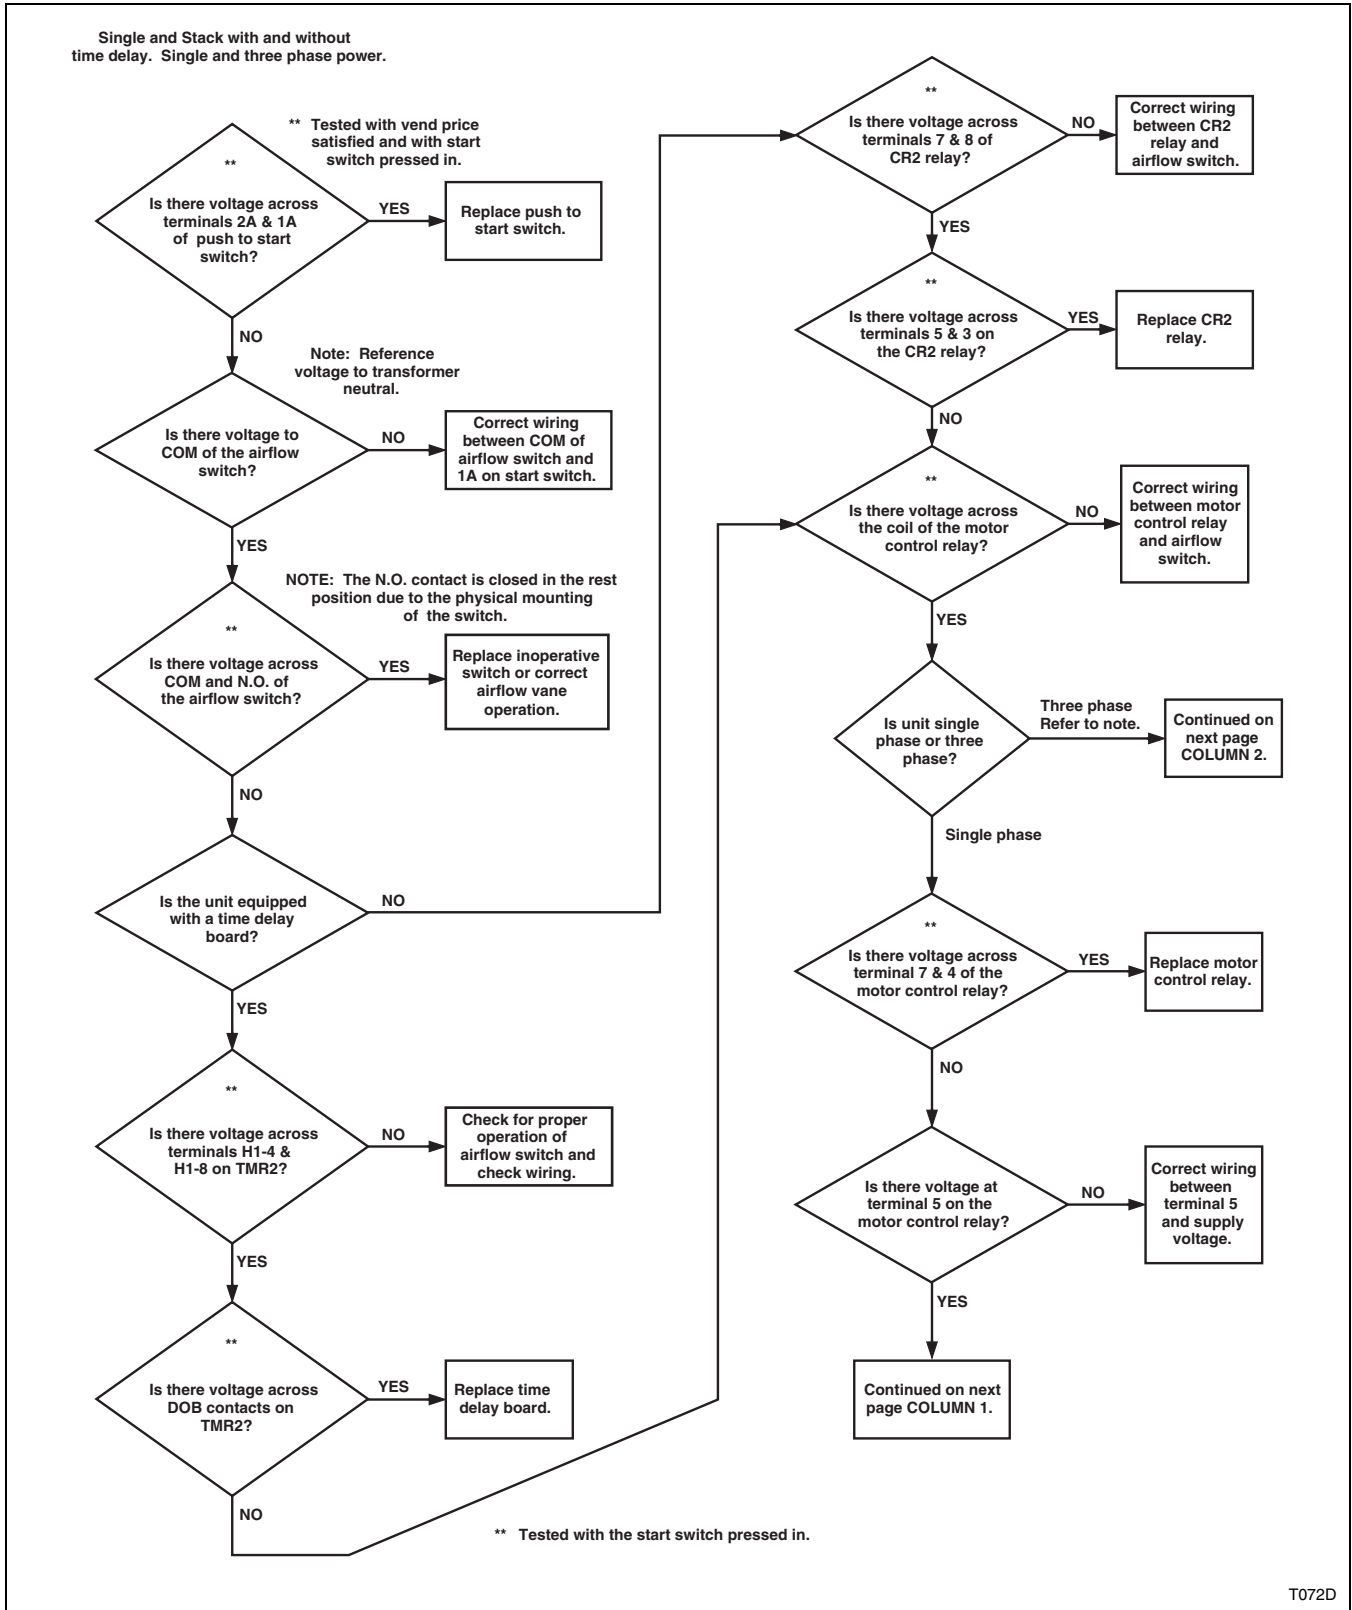 Single and Stack with and without
time delay.  Single and three phase power.
**  Tested with vend price
satisfied and with start
switch pressed in.
**
Is there voltage across
terminals 2A & 1A
of  push to start
switch?
YES
Replace push to
start switch.
NO
Note:  Reference
voltage to transformer
neutral.
Is there voltage to
COM of the airflow
switch?
NO
Correct wiring
between COM of
airflow switch and
1A on start switch.
YES
NOTE:  The N.O. contact is closed in the rest
position due to the physical mounting
of  the switch.
**
Is there voltage across
COM and N.O. of
the airflow switch?
YES
Replace inoperative
switch or correct
airflow vane
operation.
NO
Is the unit equipped
with a time delay
board?
NO
YES
**
Is there voltage across
terminals H1-4 &
H1-8 on TMR2?
NO
Check for proper
operation of
airflow switch and
check wiring.
YES
**
Is there voltage across
DOB contacts on
TMR2?
YES
Replace time
delay board.
NO
**
Is there voltage across
terminals 7 & 8 of
CR2 relay?
NO
Correct wiring
between CR2
relay and
airflow switch.
YES
**
Is there voltage across
terminals 5 & 3 on
the CR2 relay?
YES
Replace CR2
relay.
NO
**
Is there voltage across
the coil of the motor
control relay?
NO
Correct wiring
between motor
control relay
and airflow
switch.
YES
Is unit single
phase or three
phase?
Three phase
Refer to note.
Continued on
next page
COLUMN 2.
Single phase
**
Is there voltage across
terminal 7 & 4 of the
motor control relay?
YES
Replace motor
control relay.
NO
Is there voltage at
terminal 5 on the
motor control relay?
NO
Correct wiring
between
terminal 5
and supply
voltage.
YES
Continued on next
page COLUMN 1.
**  Tested with the start switch pressed in.
T072D